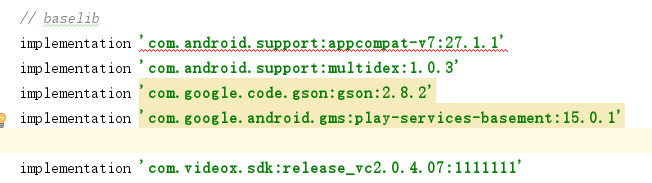 // baselib
implementation 'com.android.support:appcompat-v7:27.1.1'
implementation 'com.android.support:multidex:1.0.3'
implementation 'com.google.code.gson:gson:2.8.2'
implementation 'com.google.android.gms:play-services-basement:15.0.1'
implementation 'com.videox.sdk:release_vc2.0.4.07:1111111'